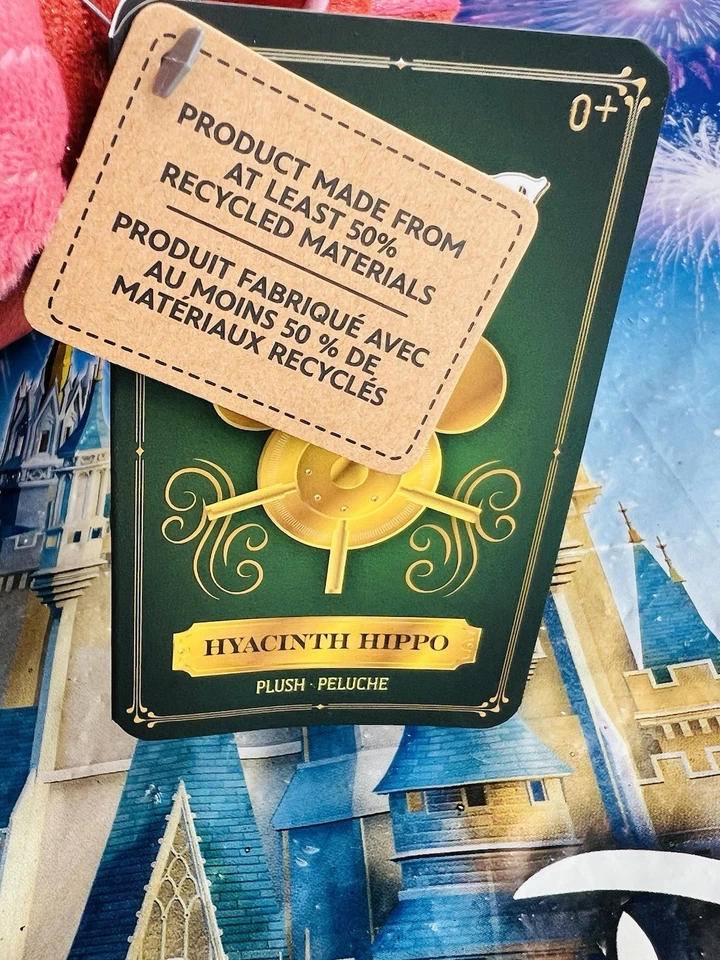 0+
PRODUCT MADE FROM
AT LEAST 50%
RECYCLED MATERIALS
PRODUIT FABRIQUÉ AVEC
AU MOINS 50 % DE
MATÉRIAUX RECYCLÉS
HYACINTH HIPPO
PLUSH · PELUCHE